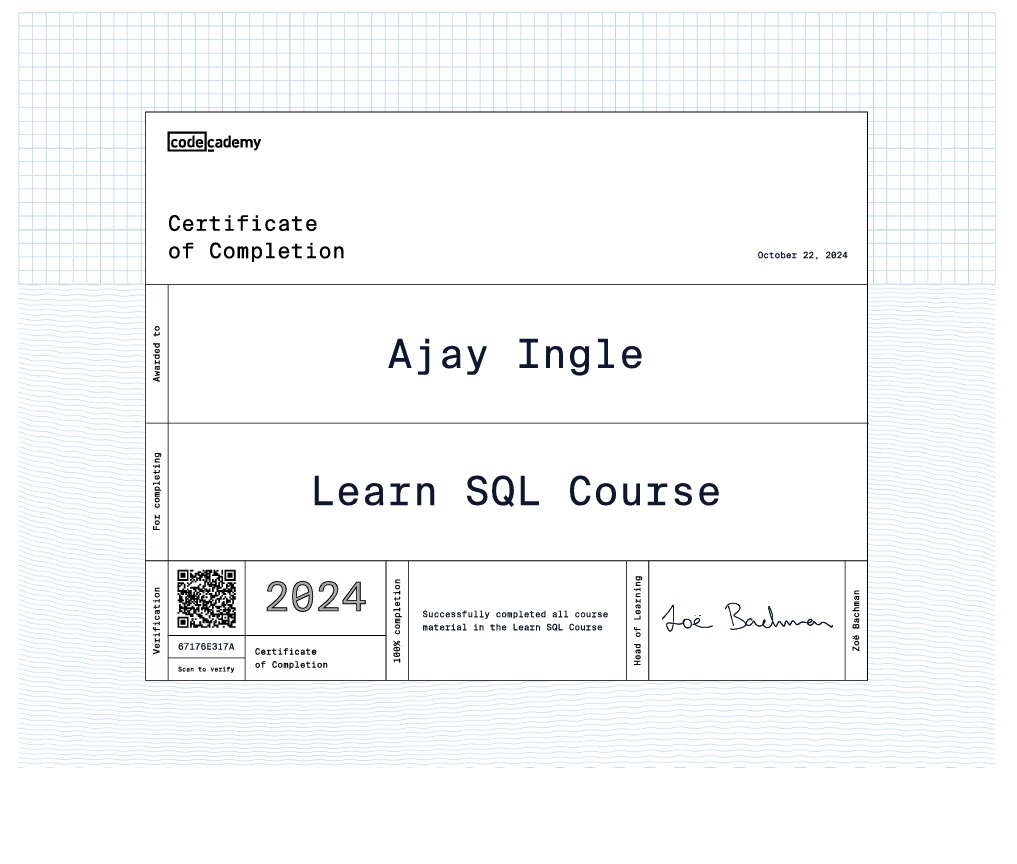 codecademy
Certificate
of Completion
October 22, 2024
Awarded to
Ajay Ingle
For completing
Learn SQL Course
Verification
67176E317A
Scan to verify
2024
Certificate
of Completion
100% completion
Successfully completed all course
material in the Learn SQL Course
Head of Learning
Zoë Bachman
Zoë Bachman